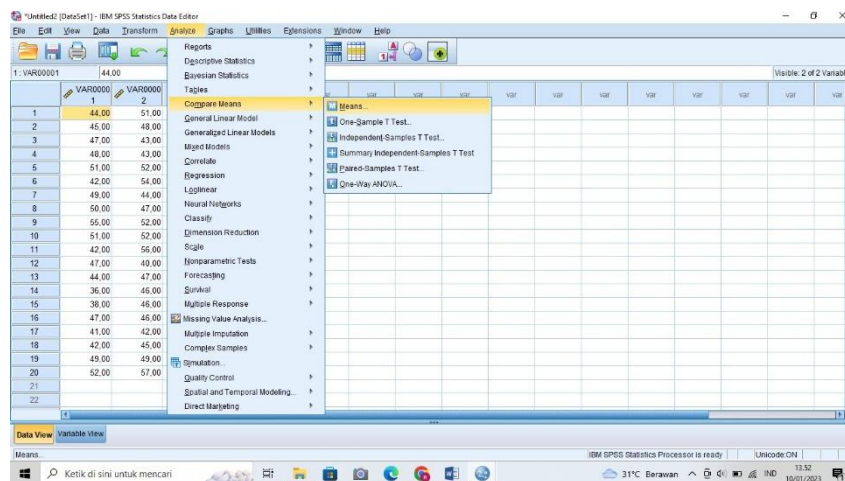 *Untitled2 [DataSet1] - IBM SPSS Statistics Data Editor
File Edit View Data Transform Analyze Graphs Utilities Extensions Window Help
1 : VAR00001 44,00 Visible: 2 of 2 Variabl
VAR00001 VAR00002 var var var var var var var var var
1 44,00 51,00
2 45,00 48,00
3 47,00 43,00
4 48,00 43,00
5 51,00 52,00
6 42,00 54,00
7 49,00 44,00
8 50,00 47,00
9 55,00 52,00
10 51,00 52,00
11 42,00 56,00
12 47,00 40,00
13 44,00 47,00
14 36,00 46,00
15 38,00 46,00
16 47,00 46,00
17 41,00 42,00
18 42,00 45,00
19 49,00 49,00
20 52,00 57,00
21
22
Reports
Descriptive Statistics
Bayesian Statistics
Tables
Compare Means
General Linear Model
Generalized Linear Models
Mixed Models
Correlate
Regression
Loglinear
Neural Networks
Classify
Dimension Reduction
Scale
Nonparametric Tests
Forecasting
Survival
Multiple Response
Missing Value Analysis...
Multiple Imputation
Complex Samples
Simulation...
Quality Control
Spatial and Temporal Modeling...
Direct Marketing
Means...
One-Sample T Test...
Independent-Samples T Test...
Summary Independent-Samples T Test
Paired-Samples T Test...
One-Way ANOVA...
Data View Variable View
Means... IBM SPSS Statistics Processor is ready Unicode:ON
Ketik di sini untuk mencari 31°C Berawan IND 13.52
10/01/2023